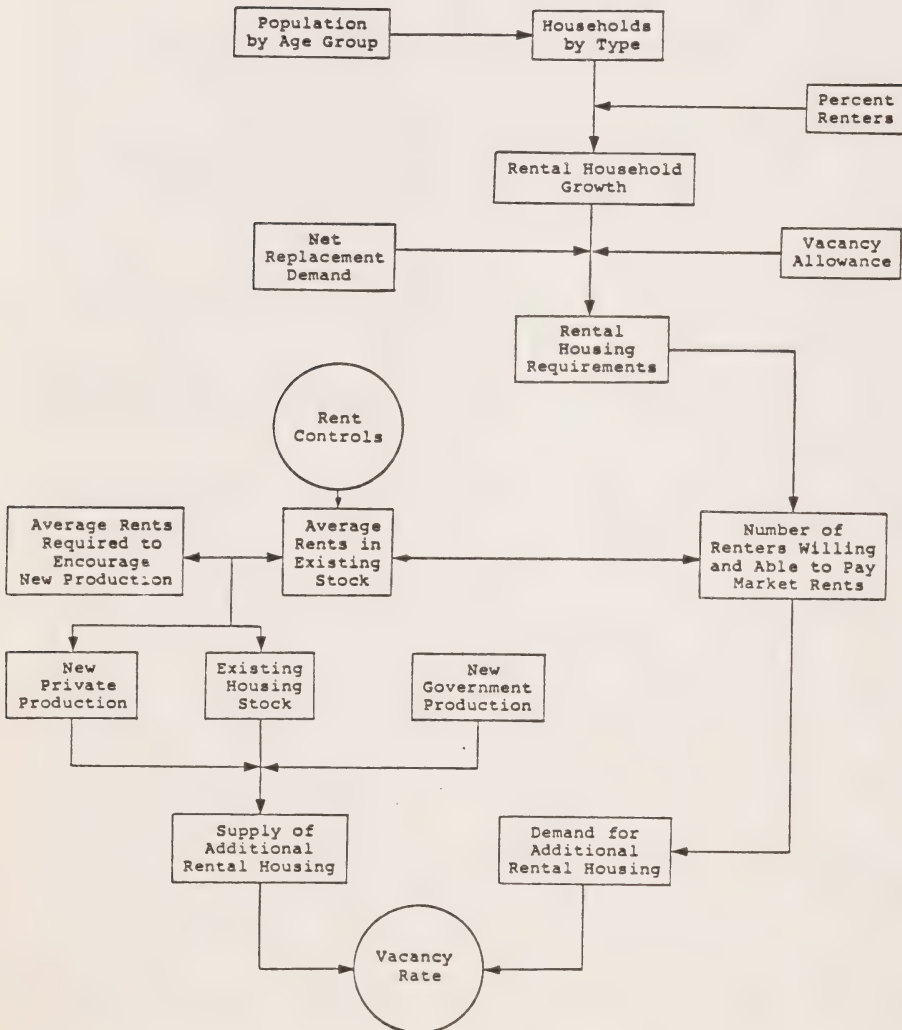 Population
by Age Group
Households
by Type
Percent
Renters
Rental Household
Growth
Net
Replacement
Demand
Vacancy
Allowance
Rental
Housing
Requirements
Rent
Controls
Average Rents
Required to
Encourage
New Production
Average
Rents in
Existing
Stock
Number of
Renters Willing
and Able to Pay
Market Rents
New
Private
Production
Existing
Housing
Stock
New
Government
Production
Supply of
Additional
Rental Housing
Demand for
Additional
Rental Housing
Vacancy
Rate